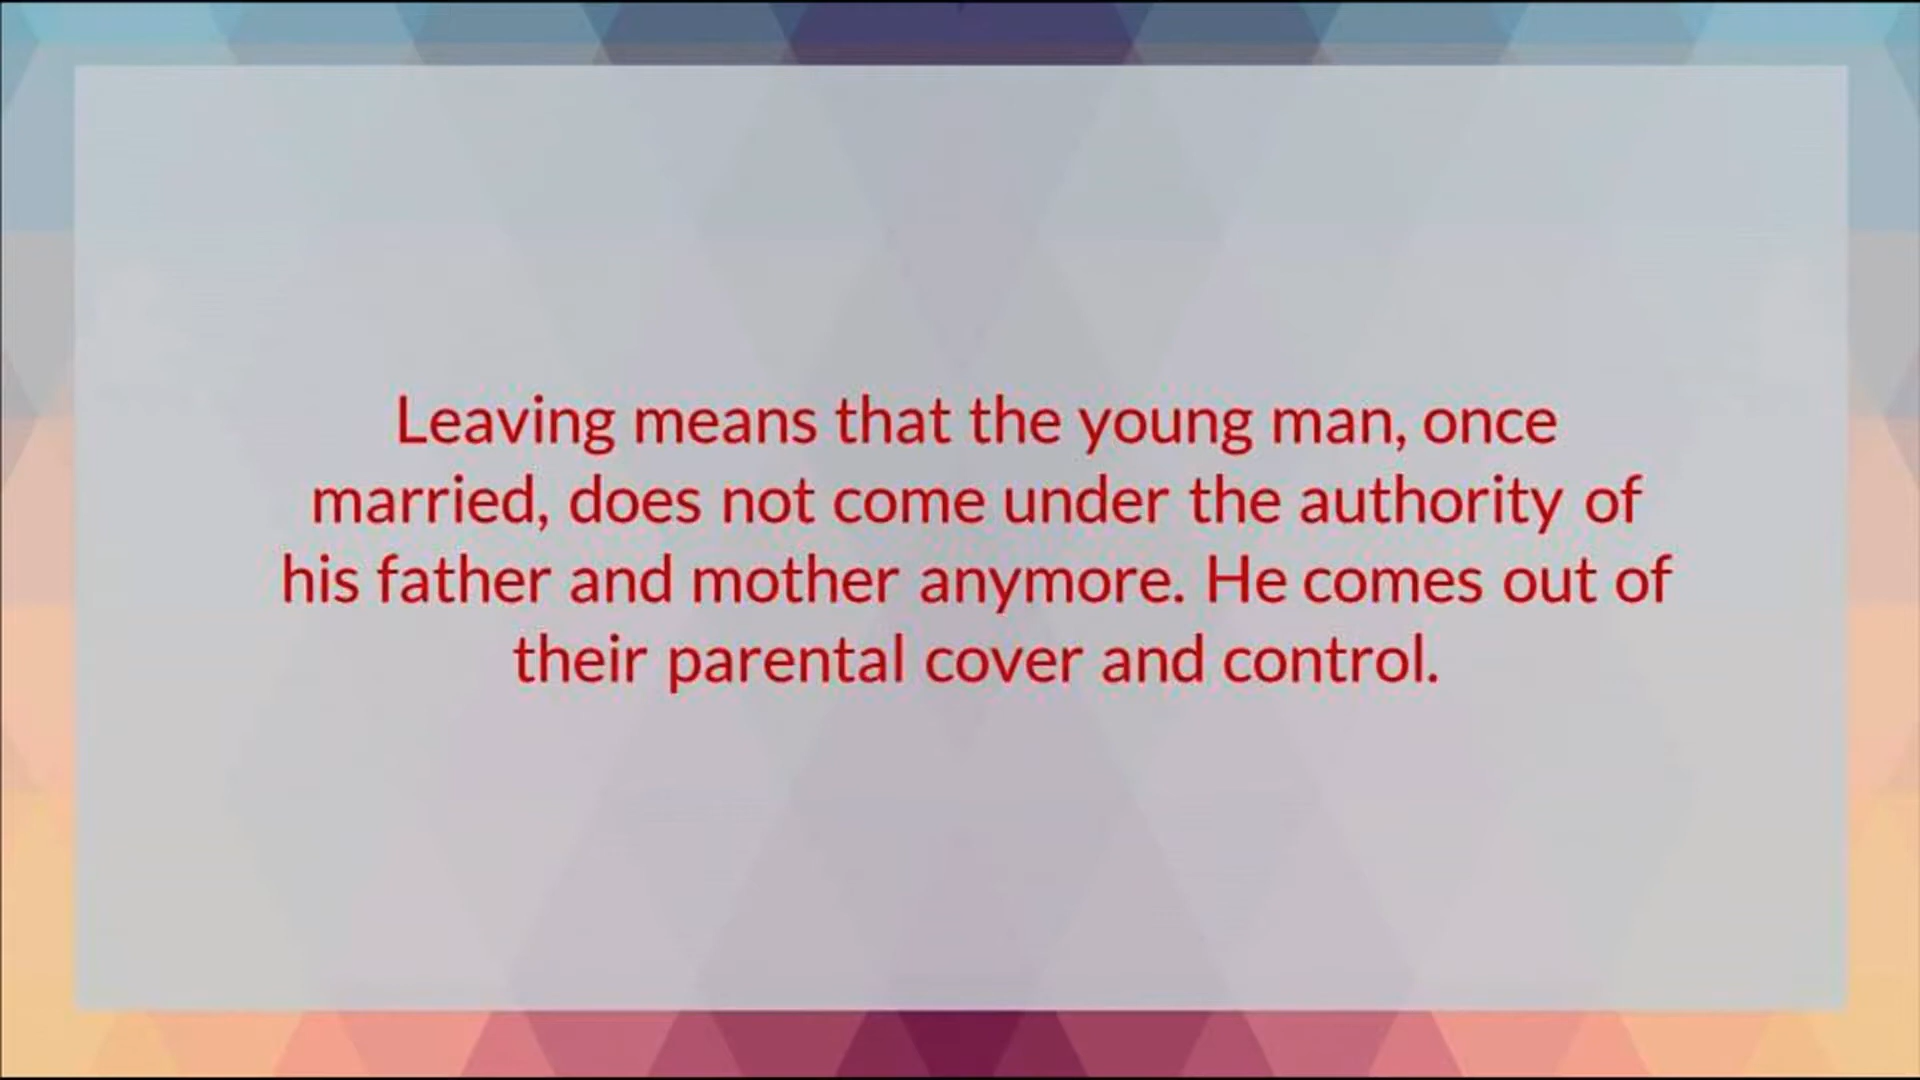 Leaving means that the young man, once
married, does not come under the authority of
his father and mother anymore. He comes out of
their parental cover and control.